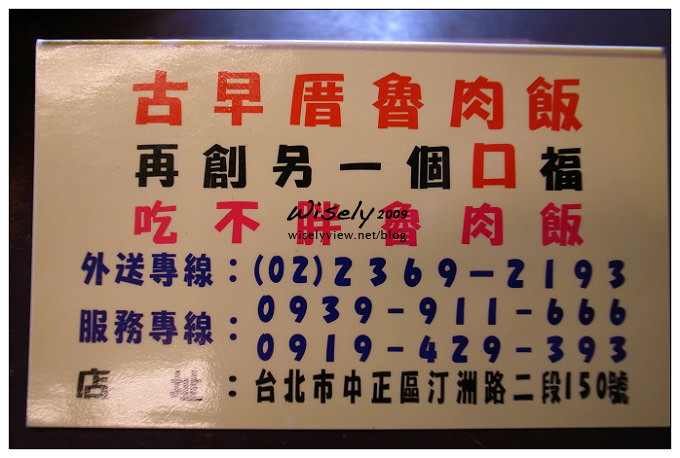 古早厝魯肉飯
再創另一個口福
Wisely 2009
wiselyview.net/blog
吃不胖魯肉飯
外送專線：(02)2369-2193
服務專線：0939-911-666
0919-429-393
店址：台北市中正區汀洲路二段150號